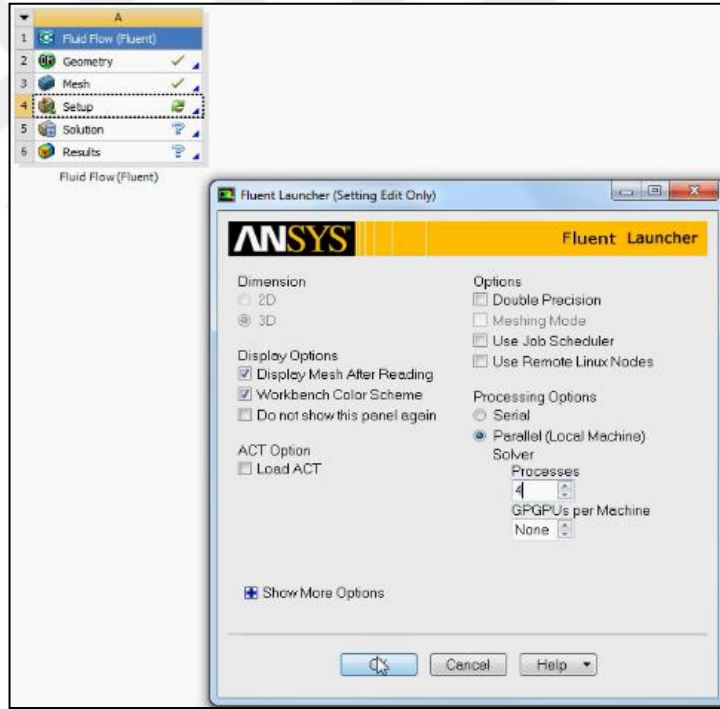 A
1 Fluid Flow (Fluent)
2 Geometry
3 Mesh
4 Setup
5 Solution
6 Results
Fluid Flow (Fluent)
Fluent Launcher (Setting Edit Only)
ANSYS
Fluent Launcher
Dimension
2D
3D
Display Options
Display Mesh After Reading
Workbench Color Scheme
Do not show this panel again
ACT Option
Load ACT
Options
Double Precision
Meshing Mode
Use Job Scheduler
Use Remote Linux Nodes
Processing Options
Serial
Parallel (Local Machine)
Solver
Processes
4
GPGPUs per Machine
None
Show More Options
Cancel
Help